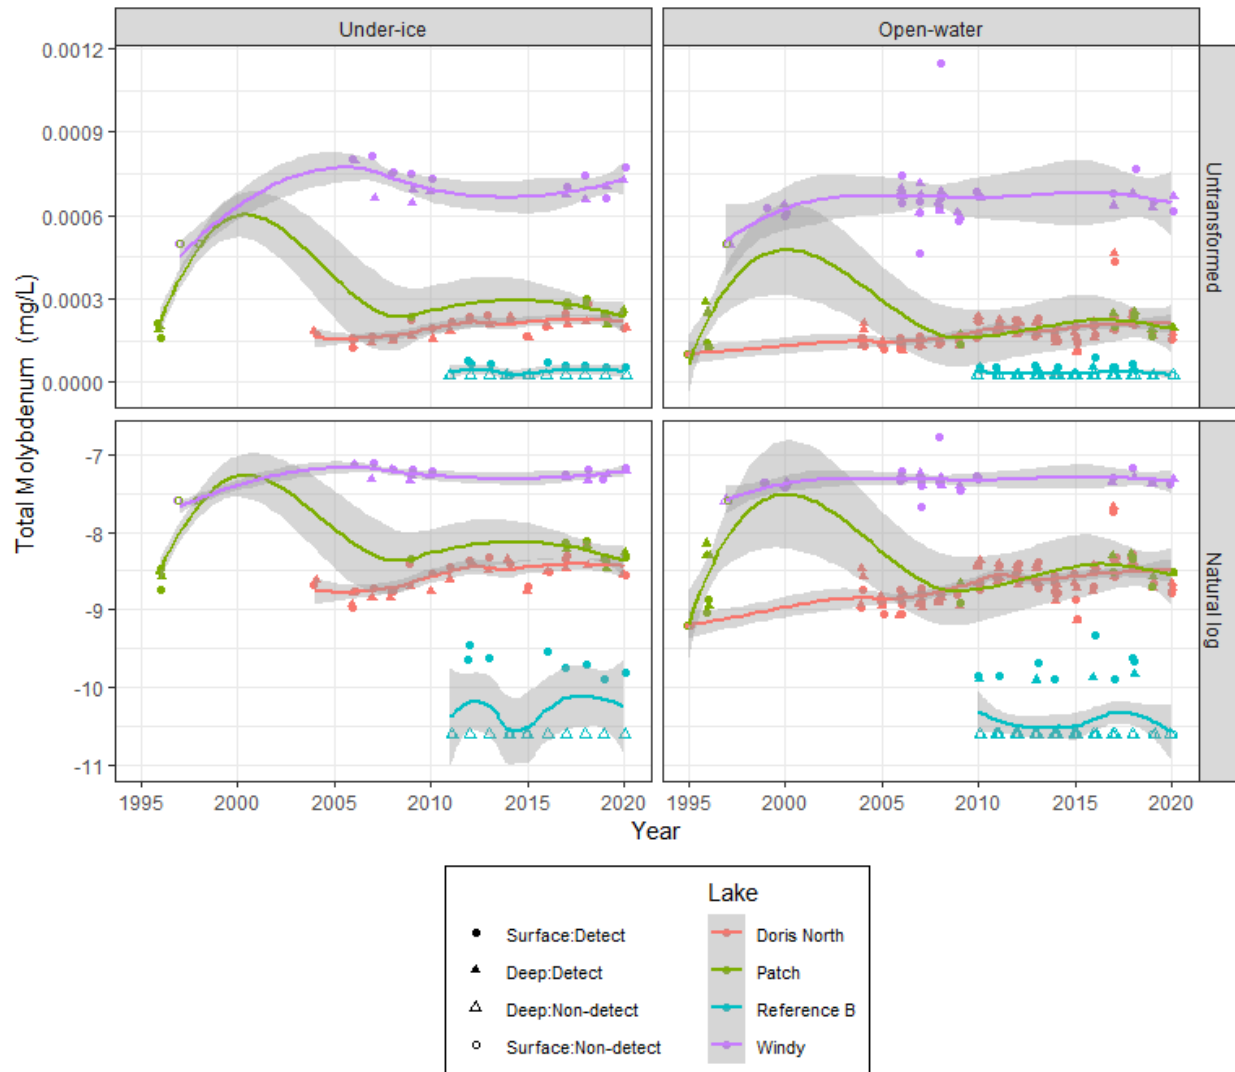 Under-ice Open-water
0.0012
0.0009
0.0006
0.0003
0.0000
Untransformed
Total Molybdenum (mg/L)
-7
-8
-9
-10
-11
Natural log
1995 2000 2005 2010 2015 2020 1995 2000 2005 2010 2015 2020
Year
Surface:Detect
Deep:Detect
Deep:Non-detect
Surface:Non-detect
Lake
Doris North
Patch
Reference B
Windy